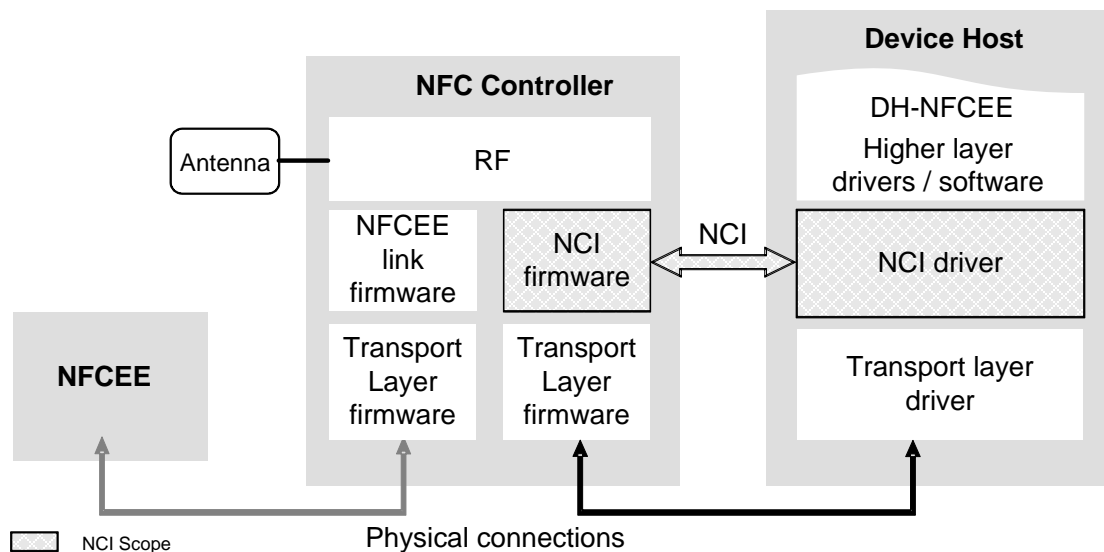 Device Host
NFC Controller
DH-NFCEE
Higher layer
drivers / software
Antenna
RF
NFCEE
link
firmware
NCI
firmware
NCI
NCI driver
NFCEE
Transport
Layer
firmware
Transport
Layer
firmware
Transport layer
driver
Physical connections
NCI Scope